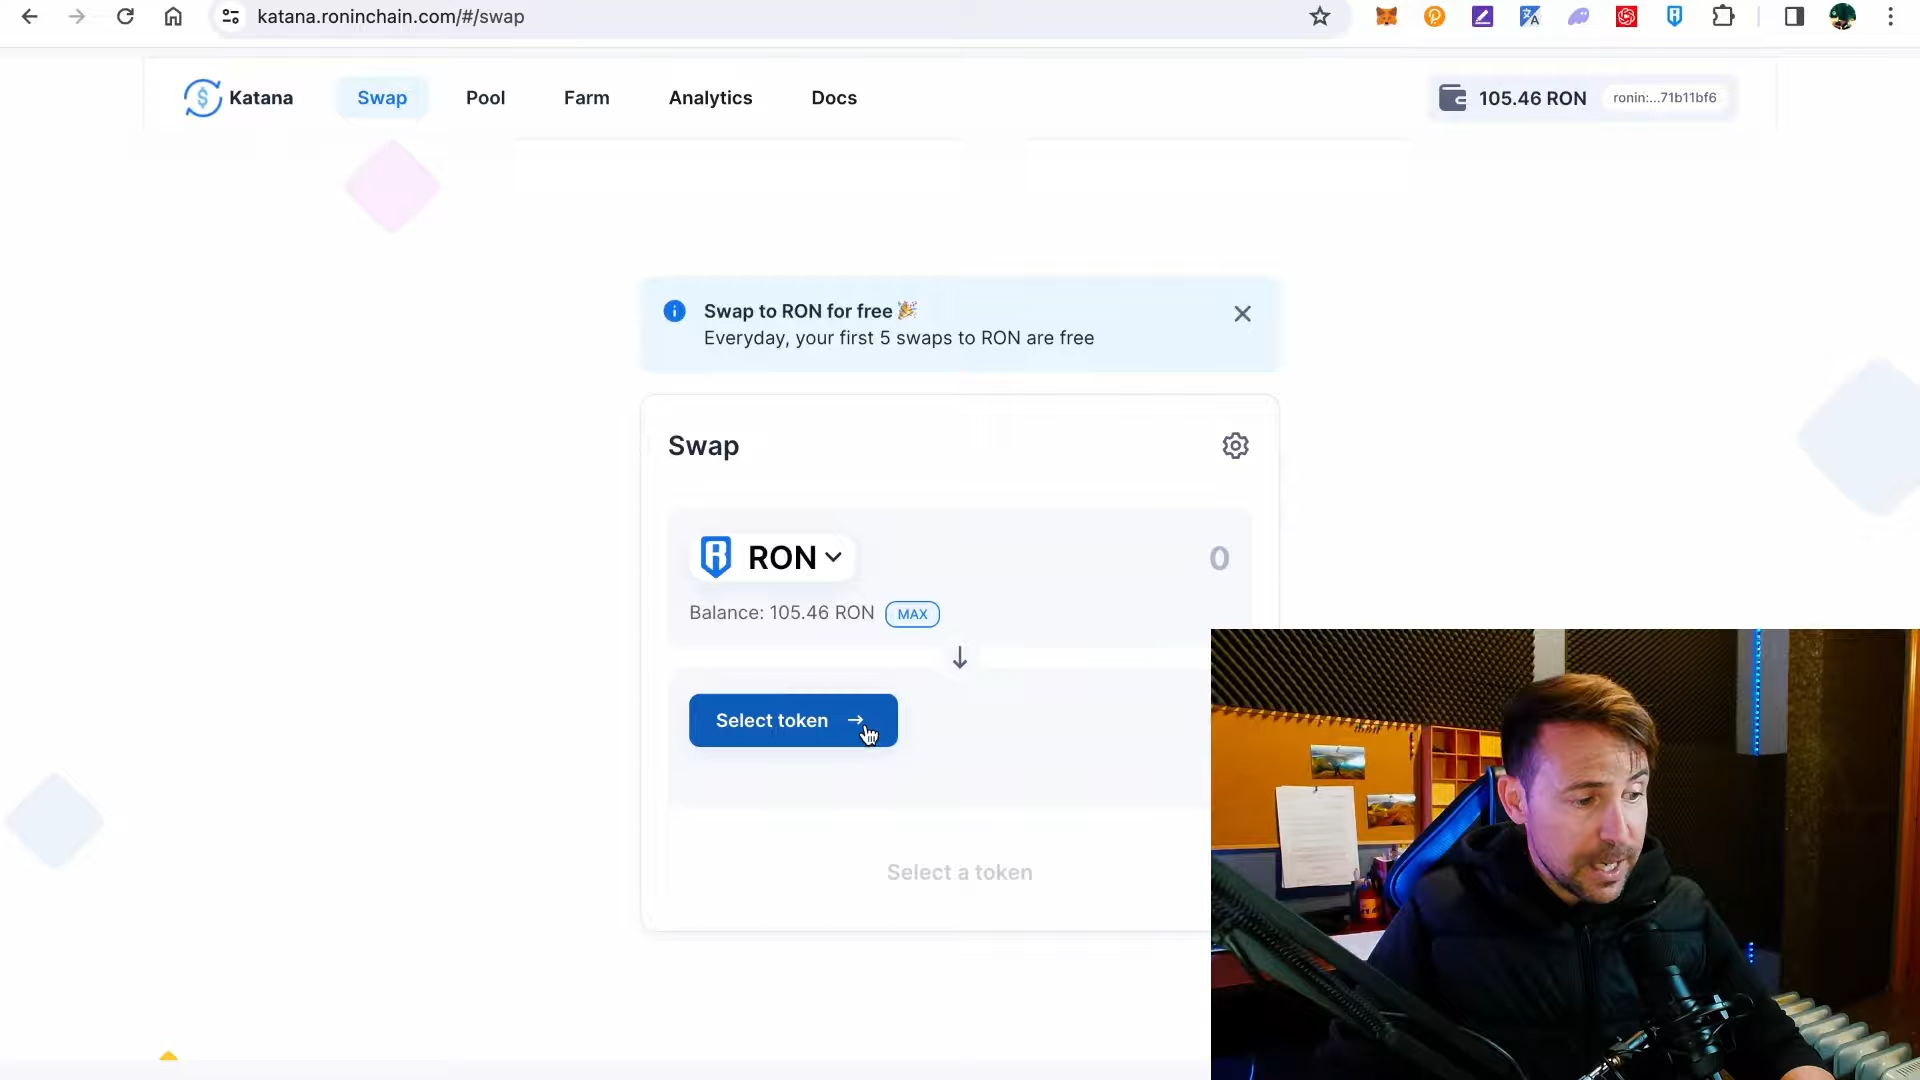 katana.roninchain.com/#/swap
Katana
Swap
Pool
Farm
Analytics
Docs
105.46 RON
ronin:...71b11bf6
Swap to RON for free
Everyday, your first 5 swaps to RON are free
Swap
RON
0
Balance: 105.46 RON
MAX
Select token
Select a token